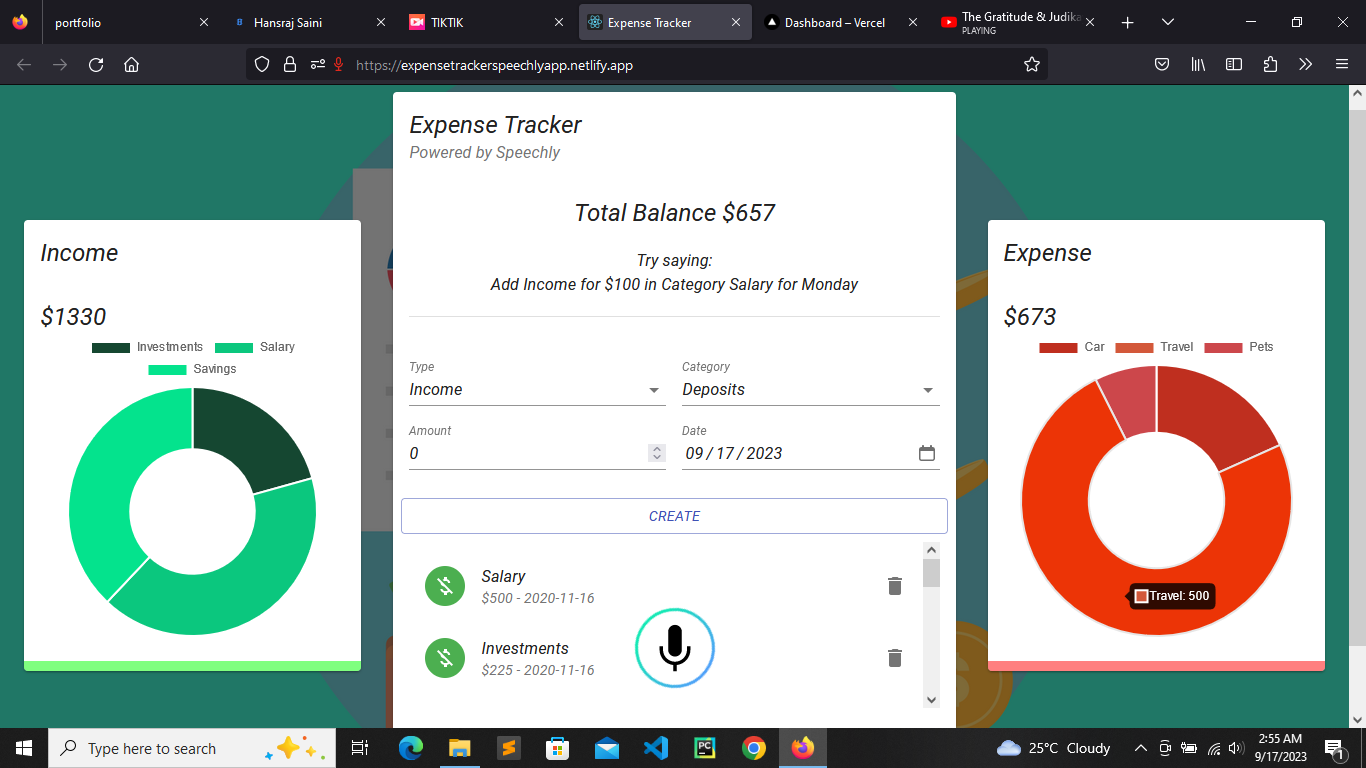 portfolio
B Hansraj Saini
TIKTIK
Expense Tracker
Dashboard – Vercel
The Gratitude & Judika
PLAYING
https://expensetrackerspeechlyapp.netlify.app
Expense Tracker
Powered by Speechly
Total Balance $657
Try saying:
Add Income for $100 in Category Salary for Monday
Income
$1330
Investments
Salary
Savings
Type
Income
Category
Deposits
Amount
0
Date
09 / 17 / 2023
CREATE
Salary
$500 - 2020-11-16
Investments
$225 - 2020-11-16
Expense
$673
Car
Travel
Pets
Travel: 500
Type here to search
PC
25°C Cloudy
2:55 AM
9/17/2023
1